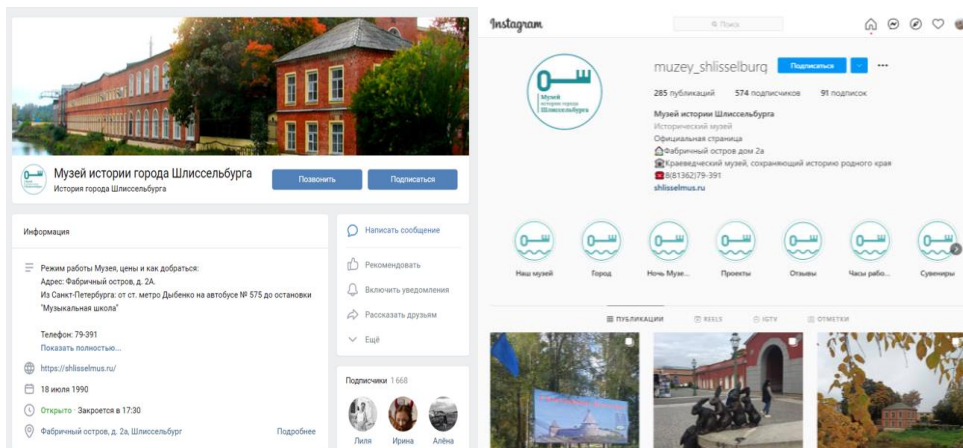 Музей истории города Шлиссельбурга
История города Шлиссельбурга
Позвонить
Подписаться
Информация
Режим работы Музея, цены и как добраться:
Адрес: Фабричный остров, д. 2А.
Из Санкт-Петербурга: от ст. метро Дыбенко на автобусе № 575 до остановки
"Музыкальная школа"
Телефон: 79-391
Показать полностью...
https://shlisselmus.ru/
18 июля 1990
Открыто · Закроется в 17:30
Фабричный остров, д. 2а, Шлиссельбург
Подробнее
Написать сообщение
Рекомендовать
Включить уведомления
Рассказать друзьям
Ещё
Подписчики 1 668
Лиля
Ирина
Алёна
Instagram
Поиск
Музей
истории города
Шлиссельбурга
muzey_shlisselburg
Подписаться
285 публикаций 574 подписчиков 91 подписок
Музей истории Шлиссельбурга
Исторический музей
Официальная страница
Фабричный остров дом 2а
Краеведческий музей, сохраняющий историю родного края
8(81362)79-391
shlisselmus.ru
Наш музей
Город
Ночь Музе...
Проекты
Отзывы
Часы рабо...
Сувениры
ПУБЛИКАЦИИ
REELS
IGTV
ОТМЕТКИ